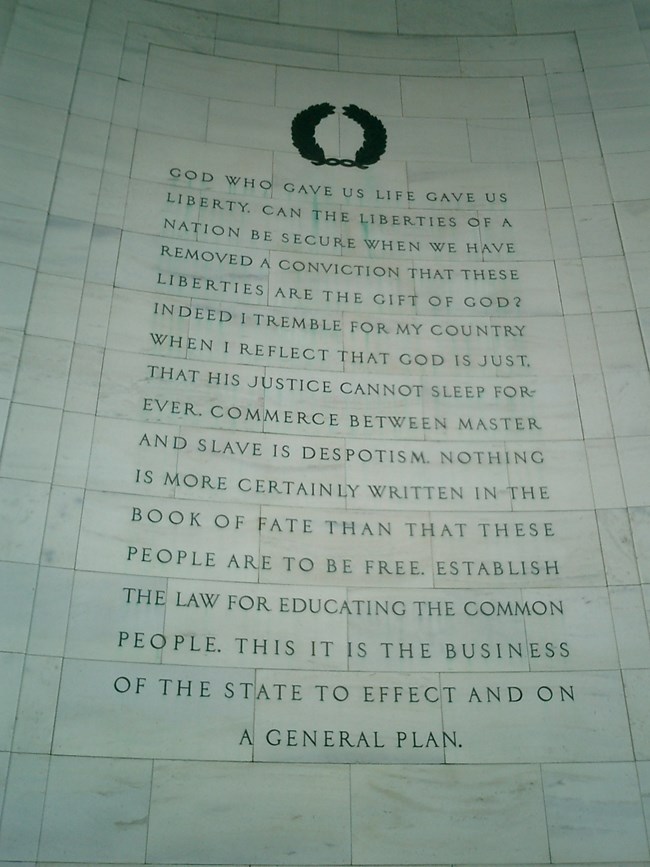 GOD WHO GAVE US LIFE GAVE US
LIBERTY. CAN THE LIBERTIES OF A
NATION BE SECURE WHEN WE HAVE
REMOVED A CONVICTION THAT THESE
LIBERTIES ARE THE GIFT OF GOD?
INDEED I TREMBLE FOR MY COUNTRY
WHEN I REFLECT THAT GOD IS JUST,
THAT HIS JUSTICE CANNOT SLEEP FOR-
EVER. COMMERCE BETWEEN MASTER
AND SLAVE IS DESPOTISM. NOTHING
IS MORE CERTAINLY WRITTEN IN THE
BOOK OF FATE THAN THAT THESE
PEOPLE ARE TO BE FREE. ESTABLISH
THE LAW FOR EDUCATING THE COMMON
PEOPLE. THIS IT IS THE BUSINESS
OF THE STATE TO EFFECT AND ON
A GENERAL PLAN.